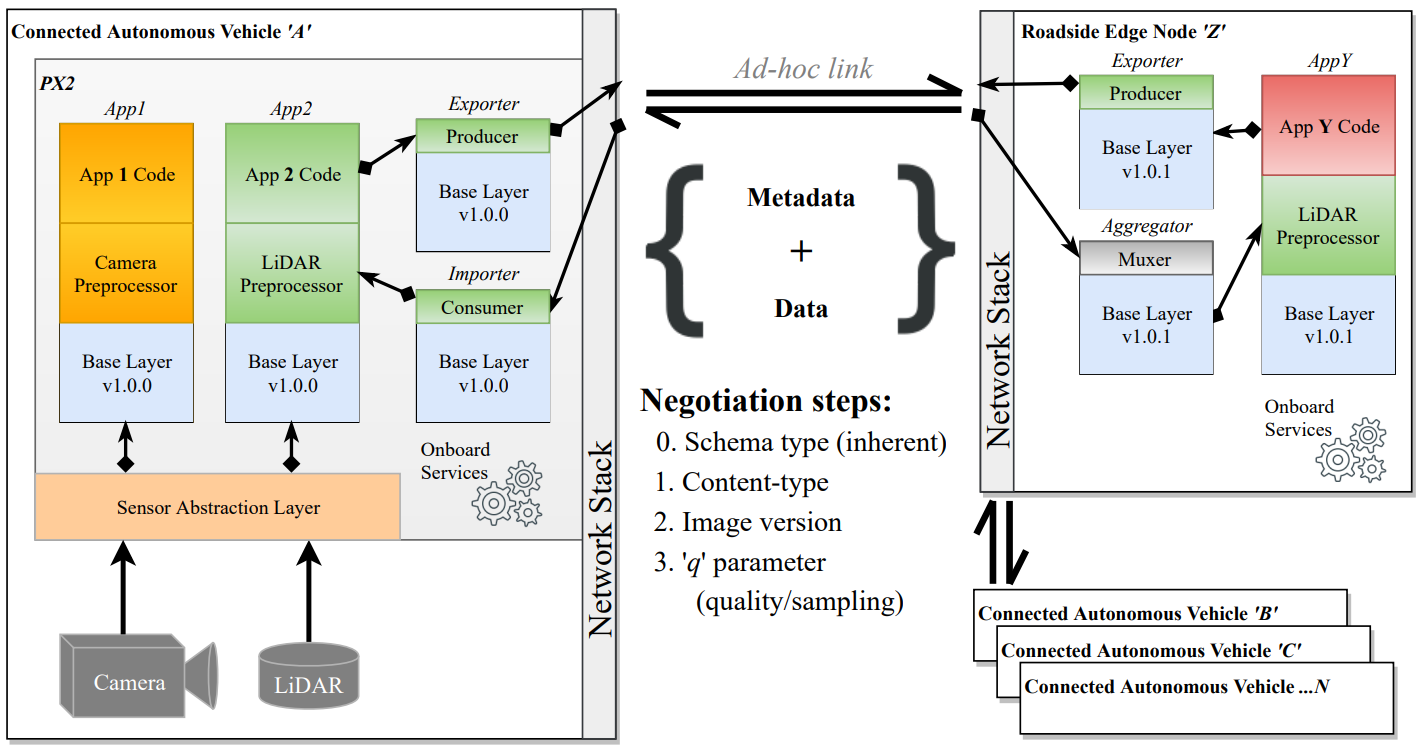 Connected Autonomous Vehicle 'A'
PX2
App1
App 1 Code
Camera
Preprocessor
Base Layer
v1.0.0
App2
App 2 Code
LiDAR
Preprocessor
Base Layer
v1.0.0
Exporter
Producer
Base Layer
v1.0.0
Importer
Consumer
Base Layer
v1.0.0
Onboard
Services
Sensor Abstraction Layer
Camera
LiDAR
Network Stack
Ad-hoc link
Metadata
+
Data
Negotiation steps:
0. Schema type (inherent)
1. Content-type
2. Image version
3. 'q' parameter
(quality/sampling)
Network Stack
Roadside Edge Node 'Z'
Exporter
Producer
Base Layer
v1.0.1
Aggregator
Muxer
Base Layer
v1.0.1
AppY
App Y Code
LiDAR
Preprocessor
Base Layer
v1.0.1
Onboard
Services
Connected Autonomous Vehicle 'B'
Connected Autonomous Vehicle 'C'
Connected Autonomous Vehicle ...N